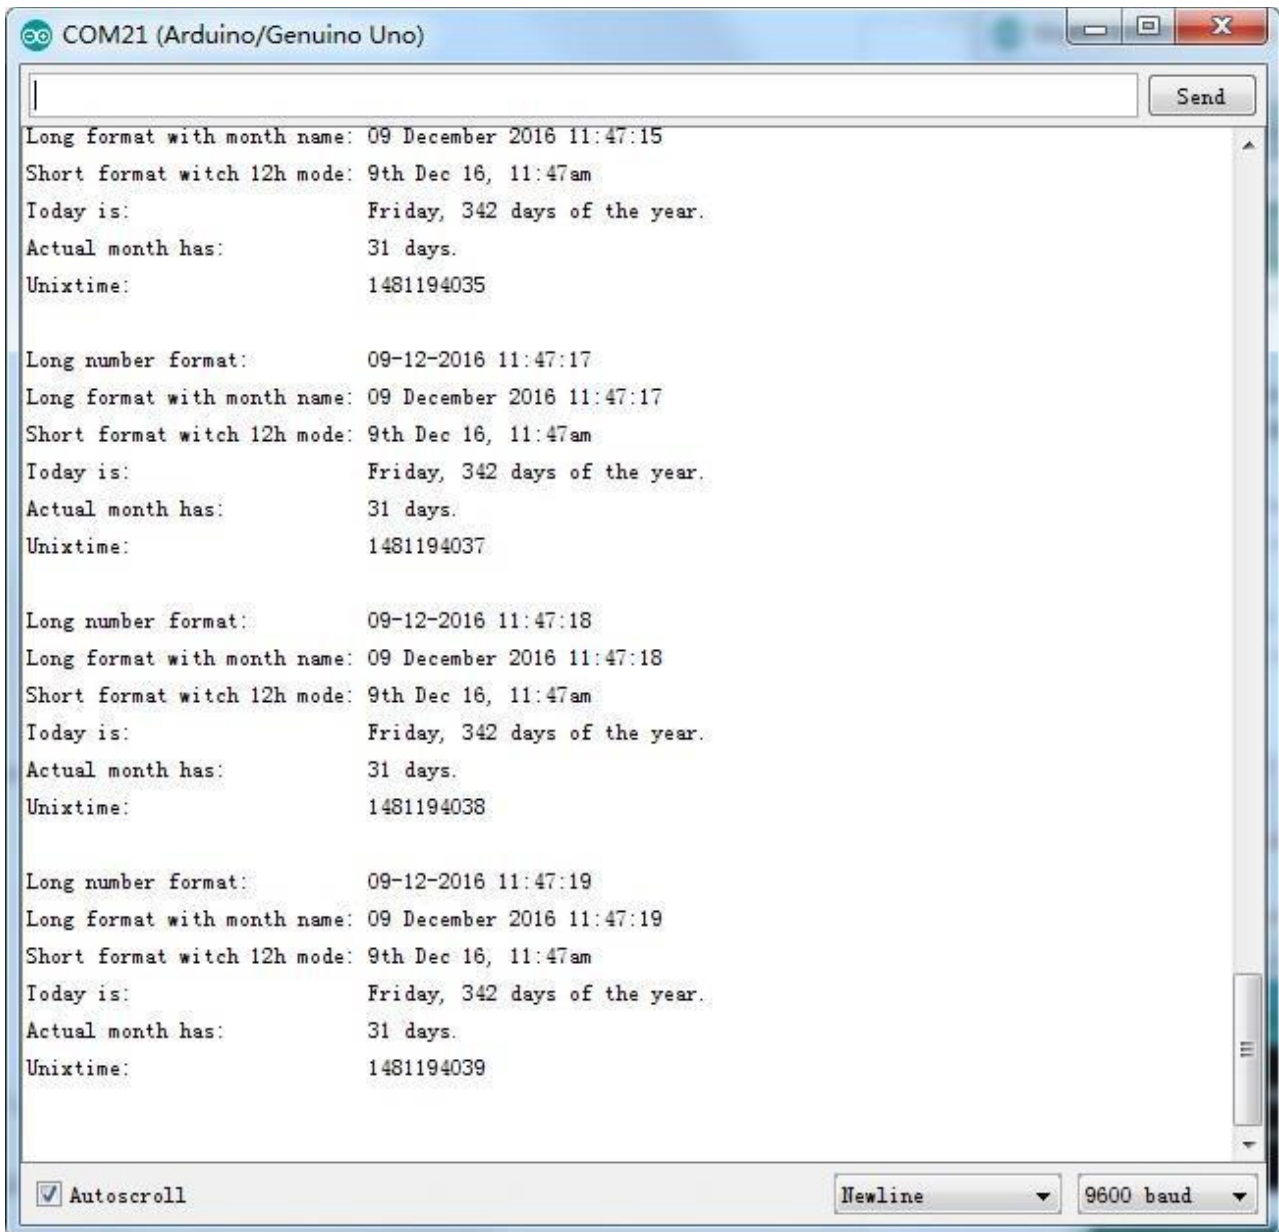 COM21 (Arduino/Genuino Uno)
Send
Long format with month name: 09 December 2016 11:47:15
Short format witch 12h mode: 9th Dec 16, 11:47am
Today is: Friday, 342 days of the year.
Actual month has: 31 days.
Unixtime: 1481194035
Long number format: 09-12-2016 11:47:17
Long format with month name: 09 December 2016 11:47:17
Short format witch 12h mode: 9th Dec 16, 11:47am
Today is: Friday, 342 days of the year.
Actual month has: 31 days.
Unixtime: 1481194037
Long number format: 09-12-2016 11:47:18
Long format with month name: 09 December 2016 11:47:18
Short format witch 12h mode: 9th Dec 16, 11:47am
Today is: Friday, 342 days of the year.
Actual month has: 31 days.
Unixtime: 1481194038
Long number format: 09-12-2016 11:47:19
Long format with month name: 09 December 2016 11:47:19
Short format witch 12h mode: 9th Dec 16, 11:47am
Today is: Friday, 342 days of the year.
Actual month has: 31 days.
Unixtime: 1481194039
Autoscroll
Newline
9600 baud